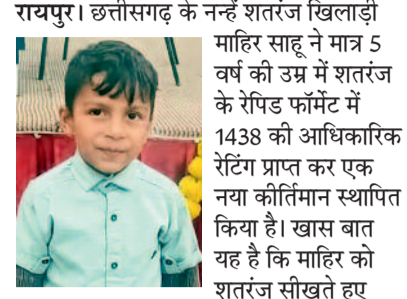 रायपुर। छत्तीसगढ़ के नन्हें शतरंज खिलाड़ी
माहिर साहू ने मात्र 5
वर्ष की उम्र में शतरंज
के रेपिड फॉर्मेट में
1438 की आधिकारिक
रेटिंग प्राप्त कर एक
नया कीर्तिमान स्थापित
किया है। खास बात
यह है कि माहिर को
शतरंज सीखते हुए